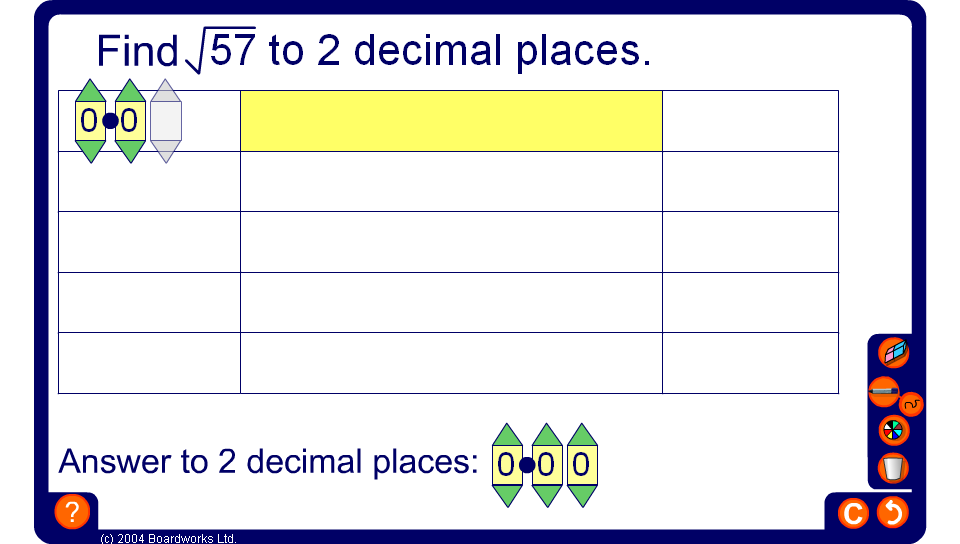 Find √57 to 2 decimal places.
0.0
Answer to 2 decimal places: 0.00
?
C
(c) 2004 Boardworks Ltd.